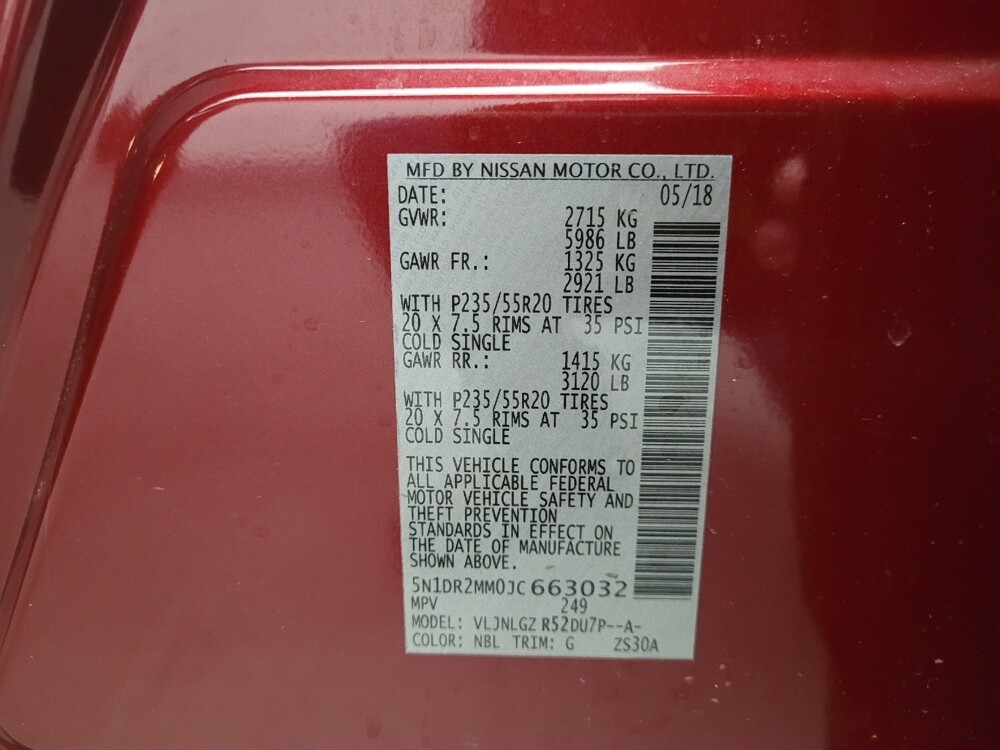 MFD BY NISSAN MOTOR CO., LTD.
DATE: 05/18
GVWR: 2715 KG
5986 LB
GAWR FR.: 1325 KG
2921 LB
WITH P235/55R20 TIRES
20 X 7.5 RIMS AT 35 PSI
COLD SINGLE
GAWR RR.: 1415 KG
3120 LB
WITH P235/55R20 TIRES
20 X 7.5 RIMS AT 35 PSI
COLD SINGLE
THIS VEHICLE CONFORMS TO
ALL APPLICABLE FEDERAL
MOTOR VEHICLE SAFETY AND
THEFT PREVENTION
STANDARDS IN EFFECT ON
THE DATE OF MANUFACTURE
SHOWN ABOVE.
5N1DR2MM0JC663032
MPV 249
MODEL: VLJNLGZ R52DU7P--A-
COLOR: NBL TRIM: G ZS30A